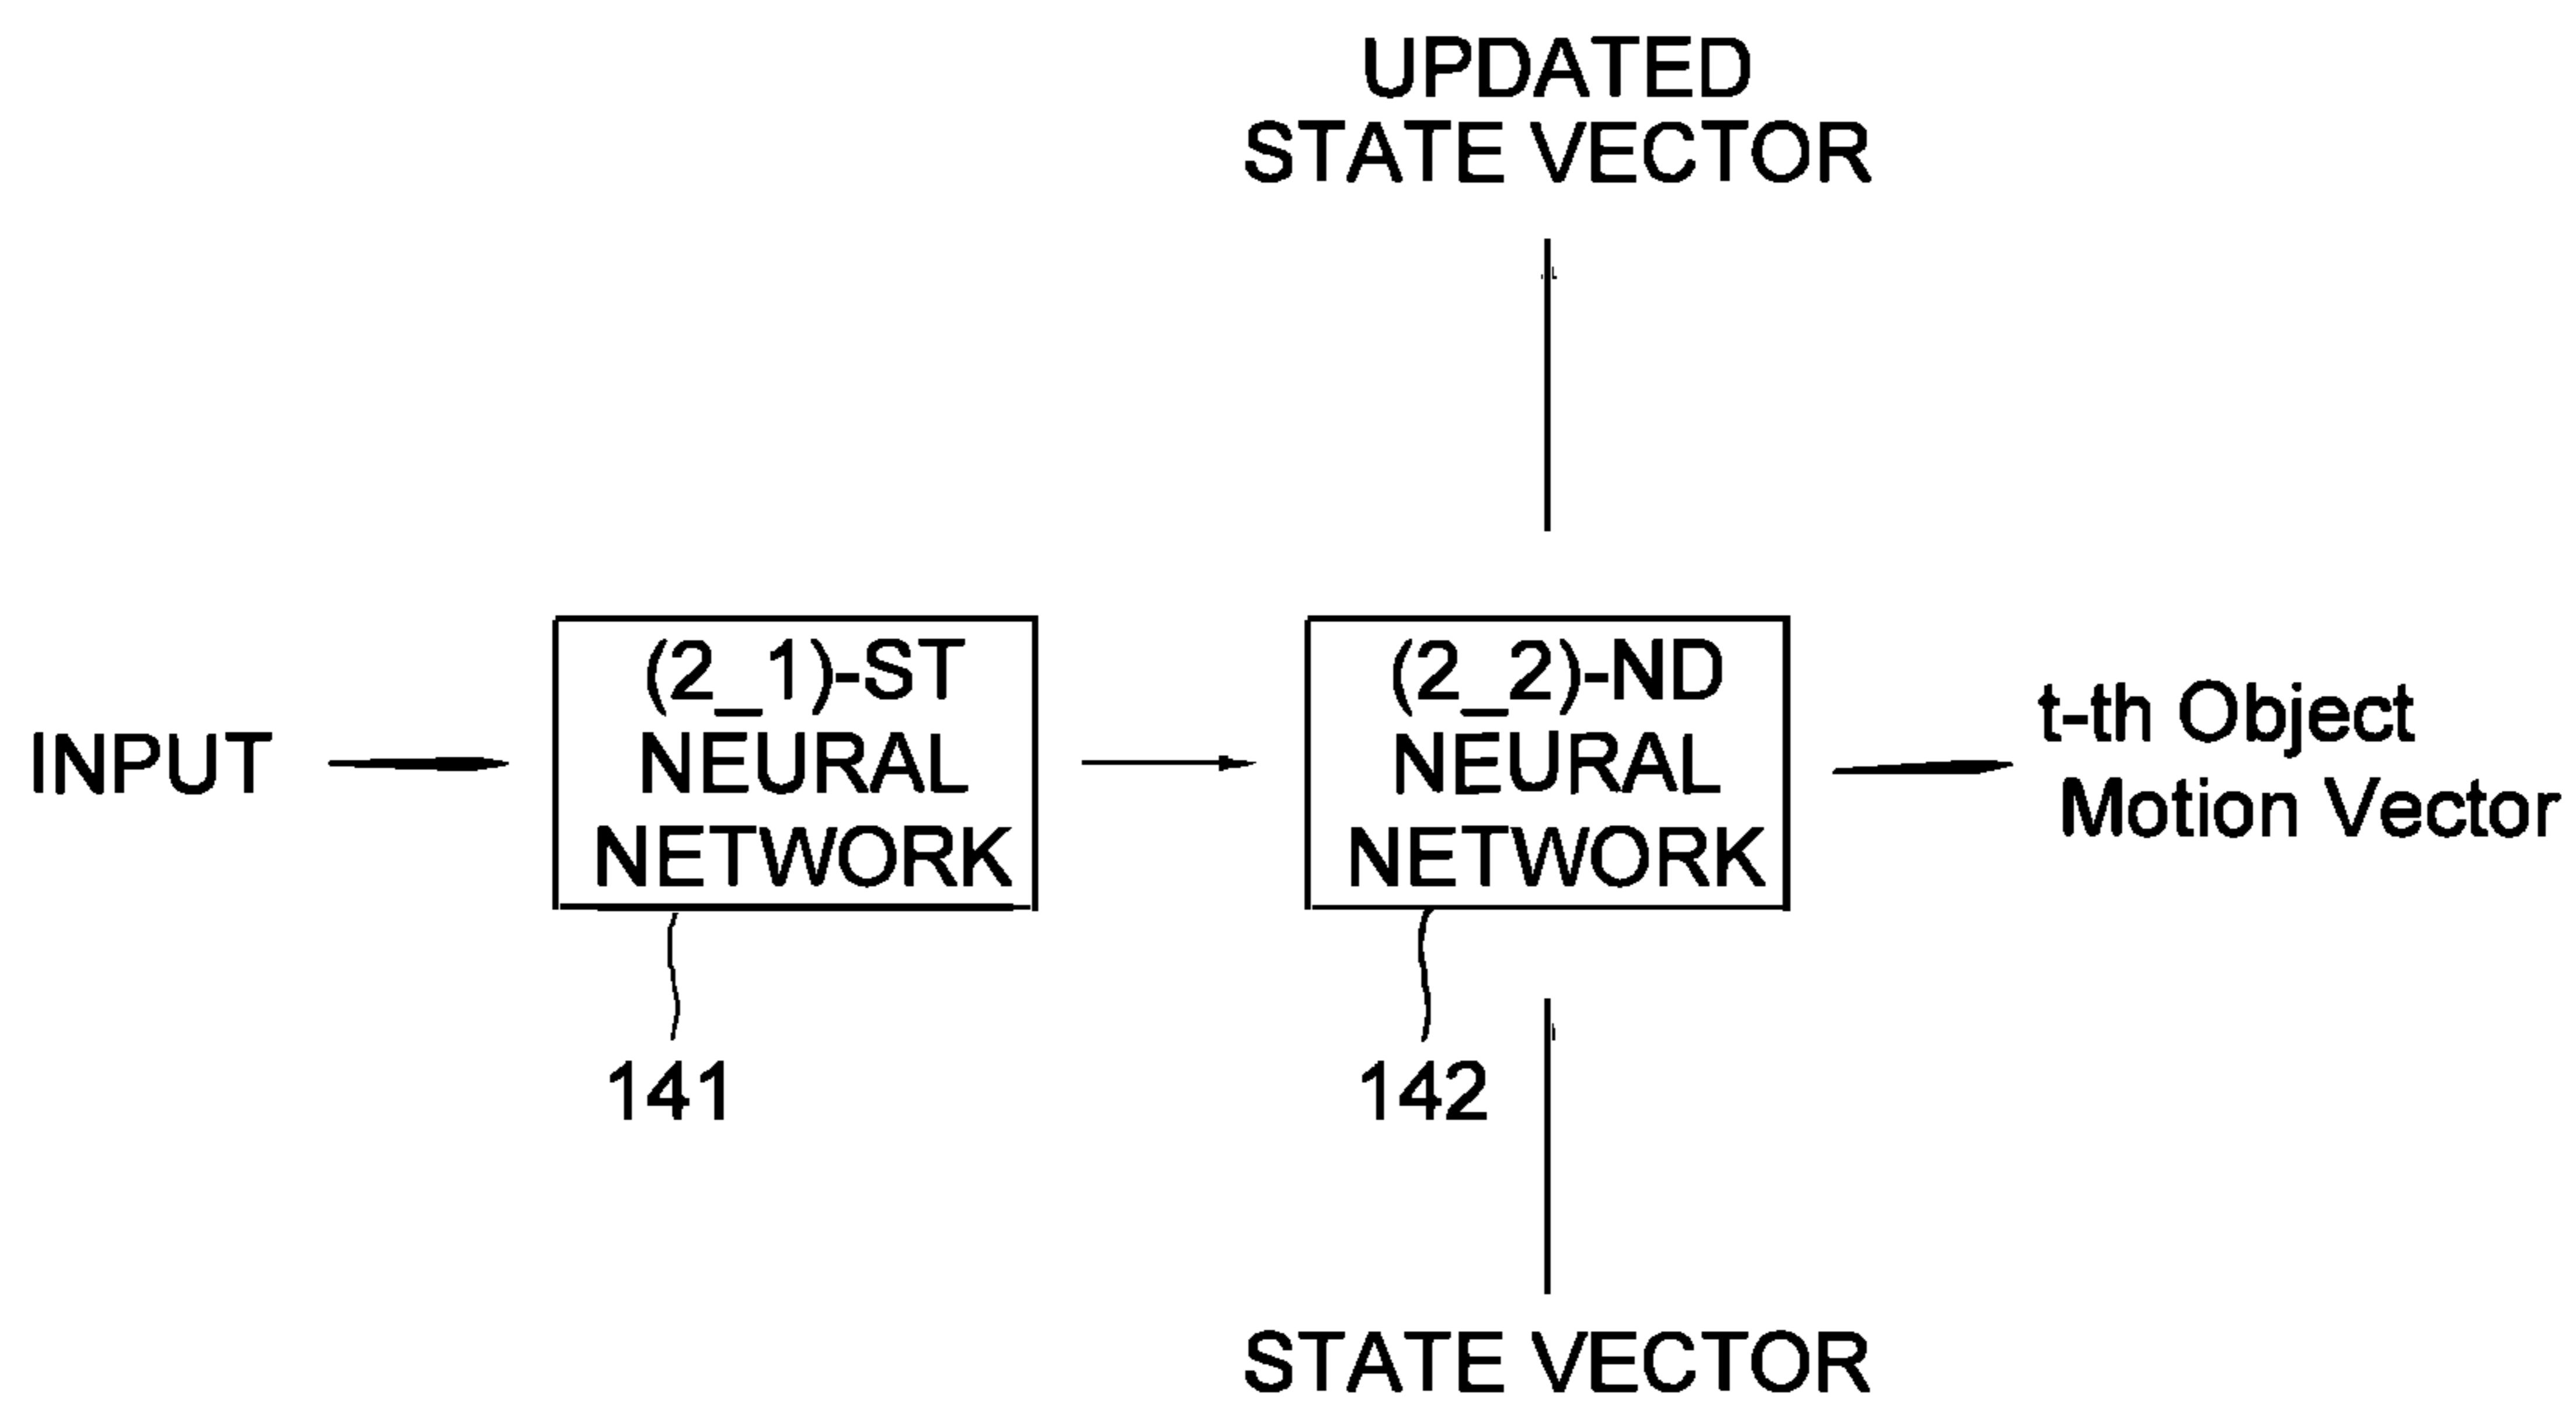 UPDATED
STATE VECTOR
INPUT
(2_1)-ST
NEURAL
NETWORK
(2_2)-ND
NEURAL
NETWORK
t-th Object
Motion Vector
141
142
STATE VECTOR